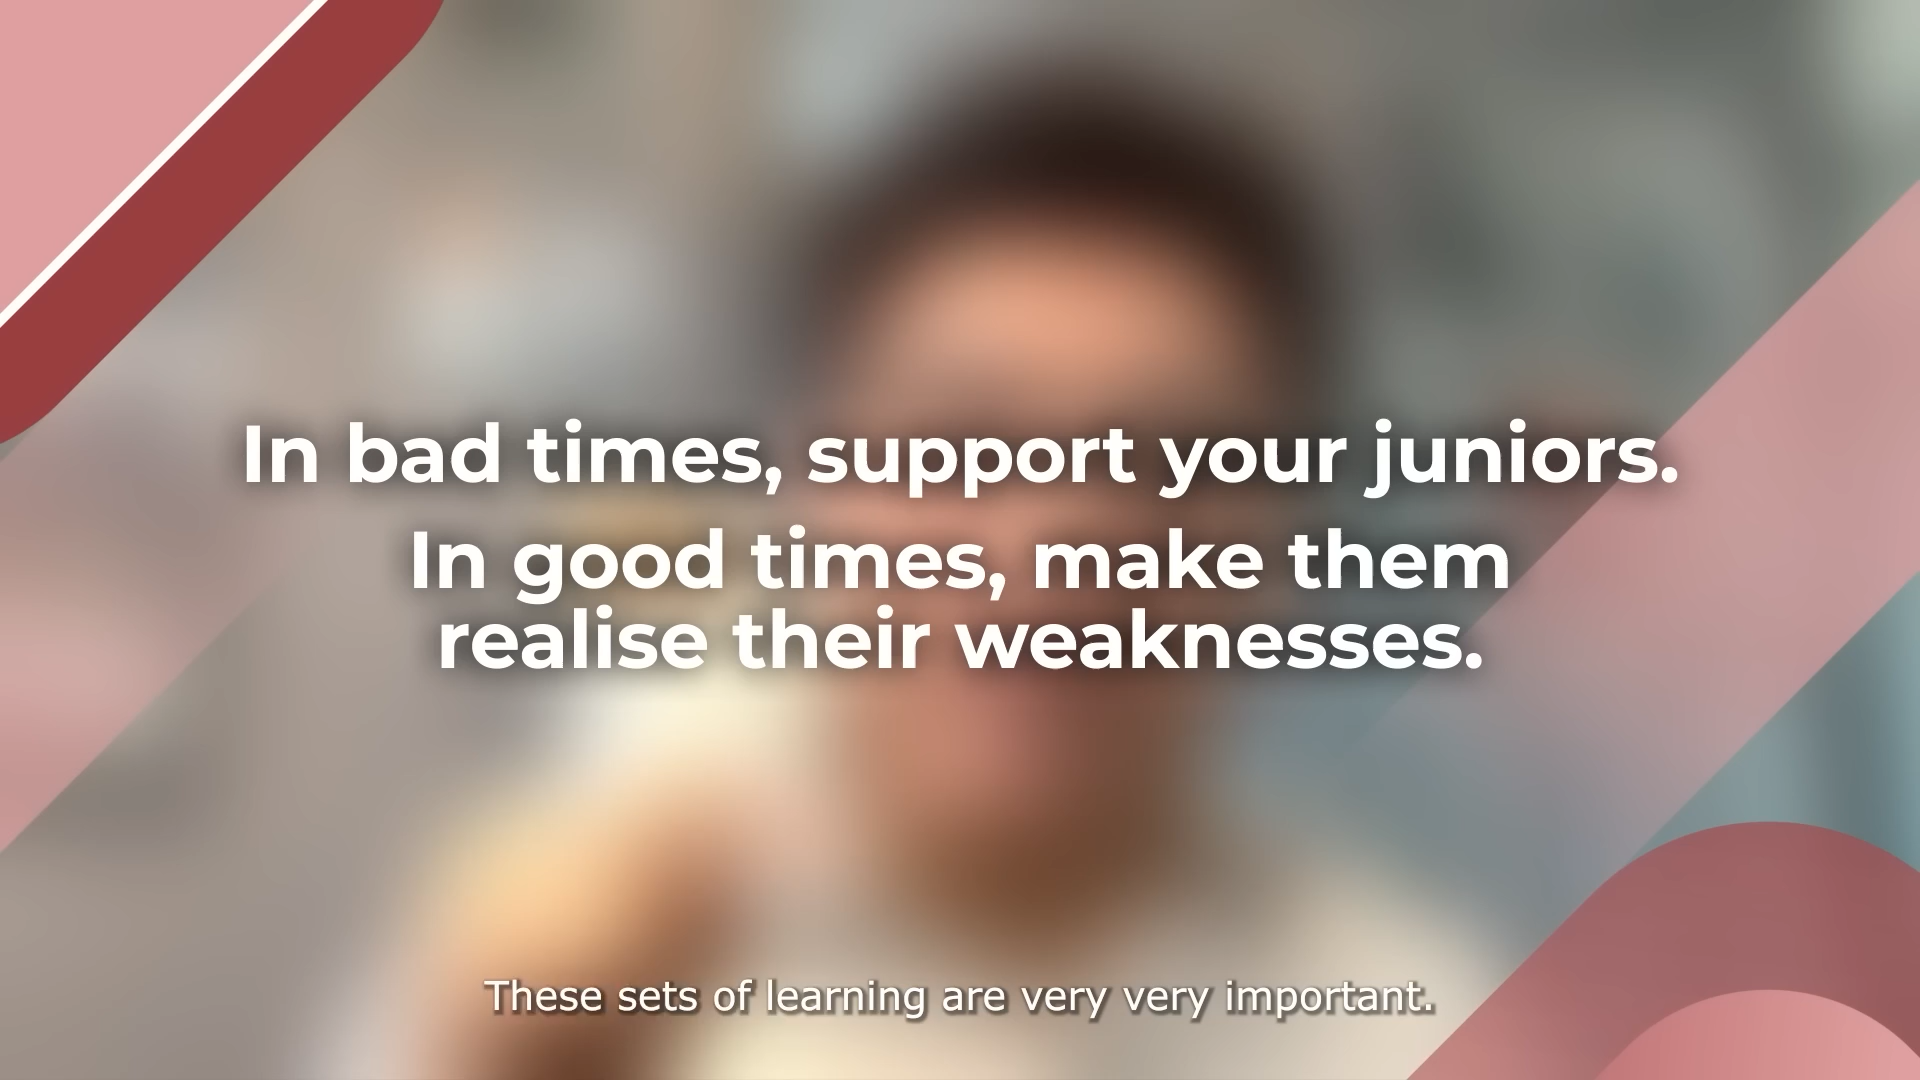 In bad times, support your juniors.
In good times, make them
realise their weaknesses.
These sets of learning are very very important.